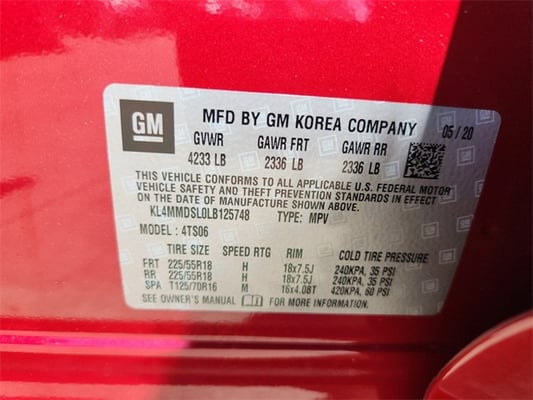 GM
MFD BY GM KOREA COMPANY 05/20
GVWR GAWR FRT GAWR RR
4233 LB 2336 LB 2336 LB
THIS VEHICLE CONFORMS TO ALL APPLICABLE U.S. FEDERAL MOTOR
VEHICLE SAFETY AND THEFT PREVENTION STANDARDS IN EFFECT
ON THE DATE OF MANUFACTURE SHOWN ABOVE.
KL4MMDSL0LB125748 TYPE: MPV
MODEL: 4TS06
TIRE SIZE SPEED RTG RIM COLD TIRE PRESSURE
FRT 225/55R18 H 18x7.5J 240KPA, 35 PSI
RR 225/55R18 H 18x7.5J 240KPA, 35 PSI
SPA T125/70R16 M 16x4.0BT 420KPA, 60 PSI
SEE OWNER'S MANUAL FOR MORE INFORMATION